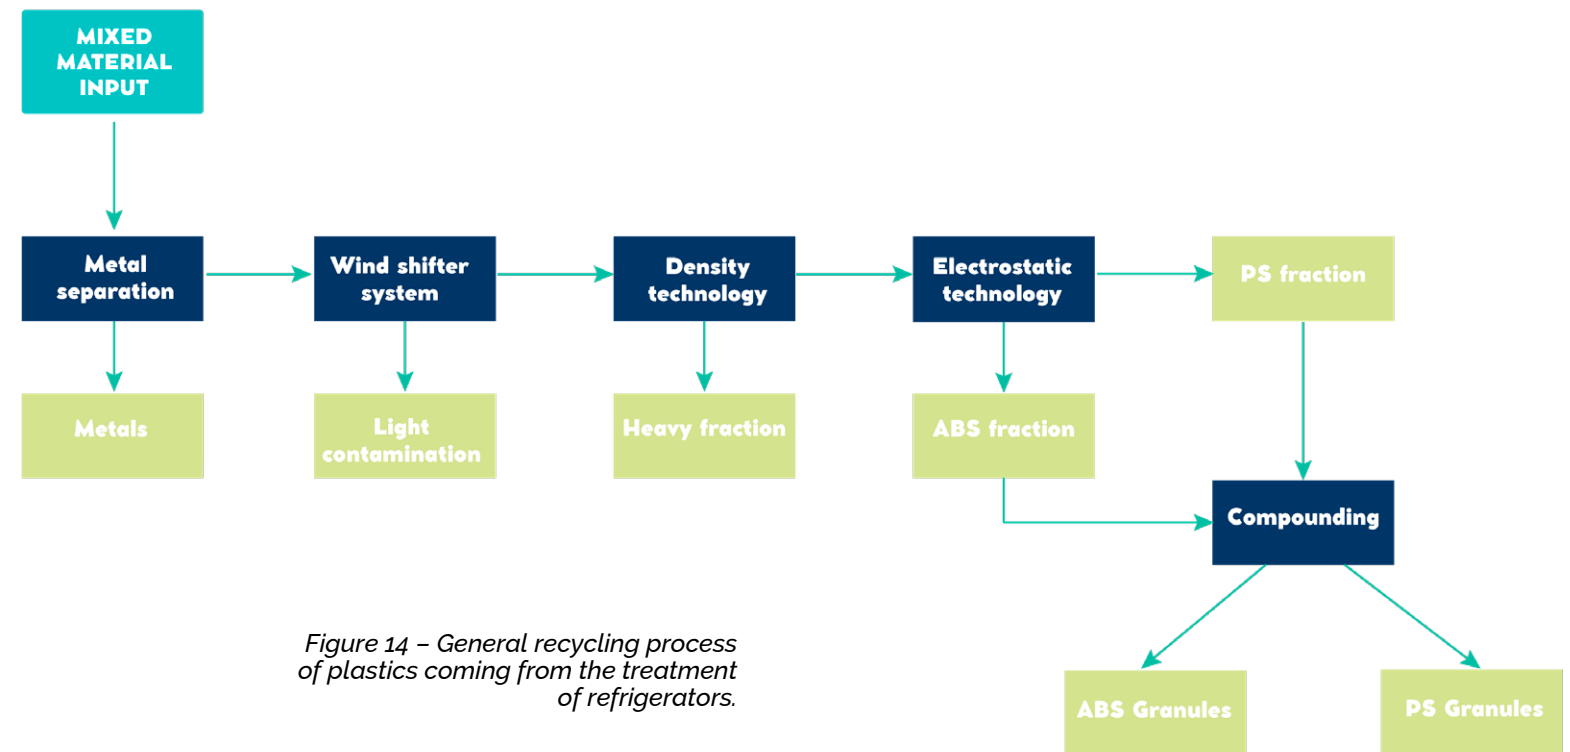 MIXED
MATERIAL
INPUT
Metal
separation
Wind shifter
system
Density
technology
Electrostatic
technology
PS fraction
Metals
Light
contamination
Heavy fraction
ABS fraction
Compounding
Figure 14 – General recycling process
of plastics coming from the treatment
of refrigerators.
ABS Granules
PS Granules